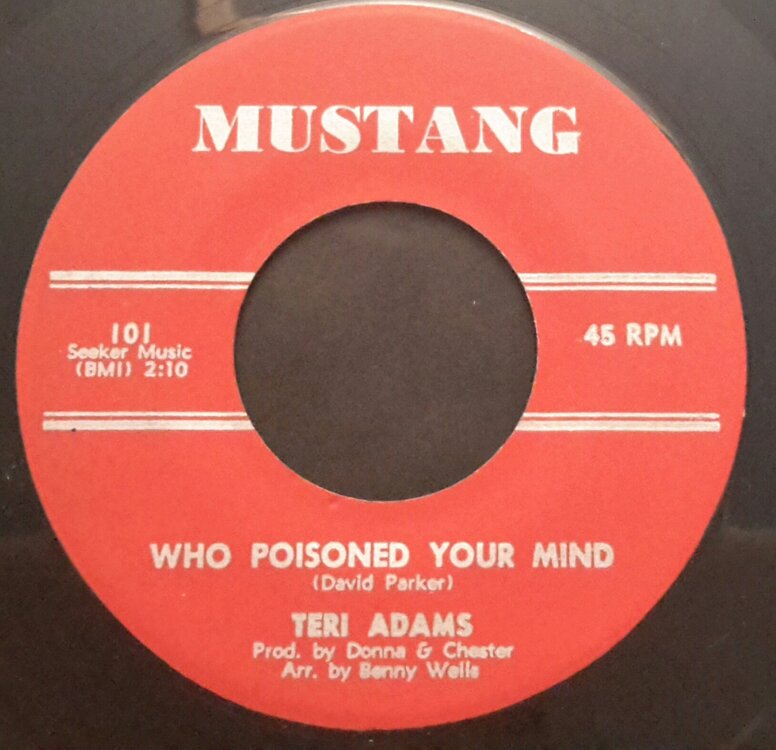 MUSTANG
101
Seeker Music
(BMI) 2:10
45 RPM
WHO POISONED YOUR MIND
(David Parker)
TERI ADAMS
Prod. by Donna & Chester
Arr. by Benny Wells